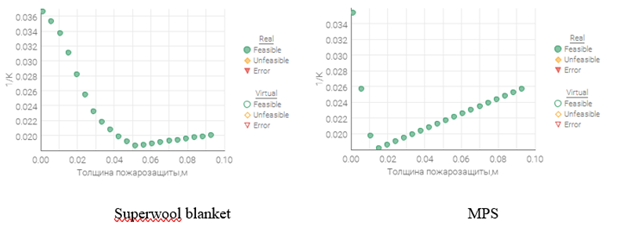 0.036
0.034
0.032
0.030
0.028
0.026
0.024
0.022
0.020
1/K
0.00 0.02 0.04 0.06 0.08 0.10
Толщина пожарозащиты,м
Real
Feasible
Unfeasible
Error
Virtual
Feasible
Unfeasible
Error
Superwool blanket
0.034
0.032
0.030
0.028
0.026
0.024
0.022
0.020
1/K
0.00 0.02 0.04 0.06 0.08 0.10
Толщина пожарозащиты,м
Real
Feasible
Unfeasible
Error
Virtual
Feasible
Unfeasible
Error
MPS